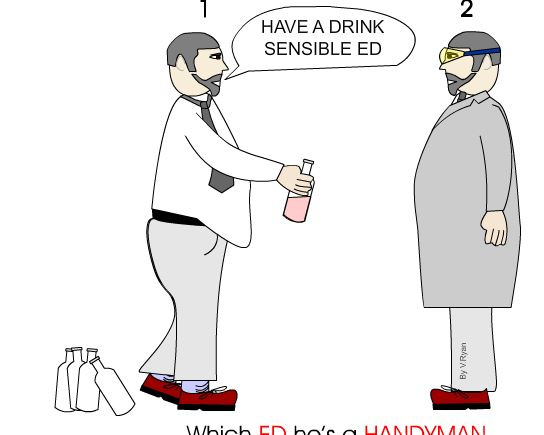 1
2
HAVE A DRINK
SENSIBLE ED
By V.Ryan
Which ED he's a HANDYMAN